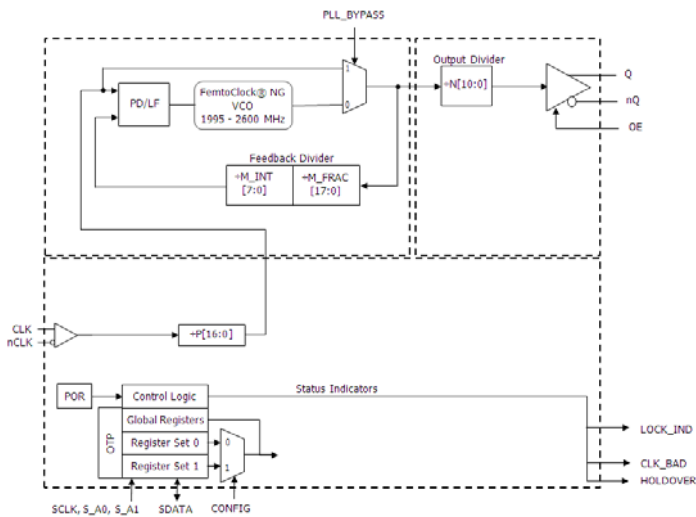 PLL_BYPASS
Output Divider
1
FemtoClock® NG
VCO
1995 - 2600 MHz
PD/LF
0
÷N[10:0]
Q
nQ
OE
Feedback Divider
÷M_INT
[7:0]
÷M_FRAC
[17:0]
CLK
nCLK
÷P[16:0]
POR
Control Logic
Status Indicators
OTP
Global Registers
Register Set 0
0
Register Set 1
1
LOCK_IND
CLK_BAD
HOLDOVER
SCLK, S_A0, S_A1
SDATA
CONFIG